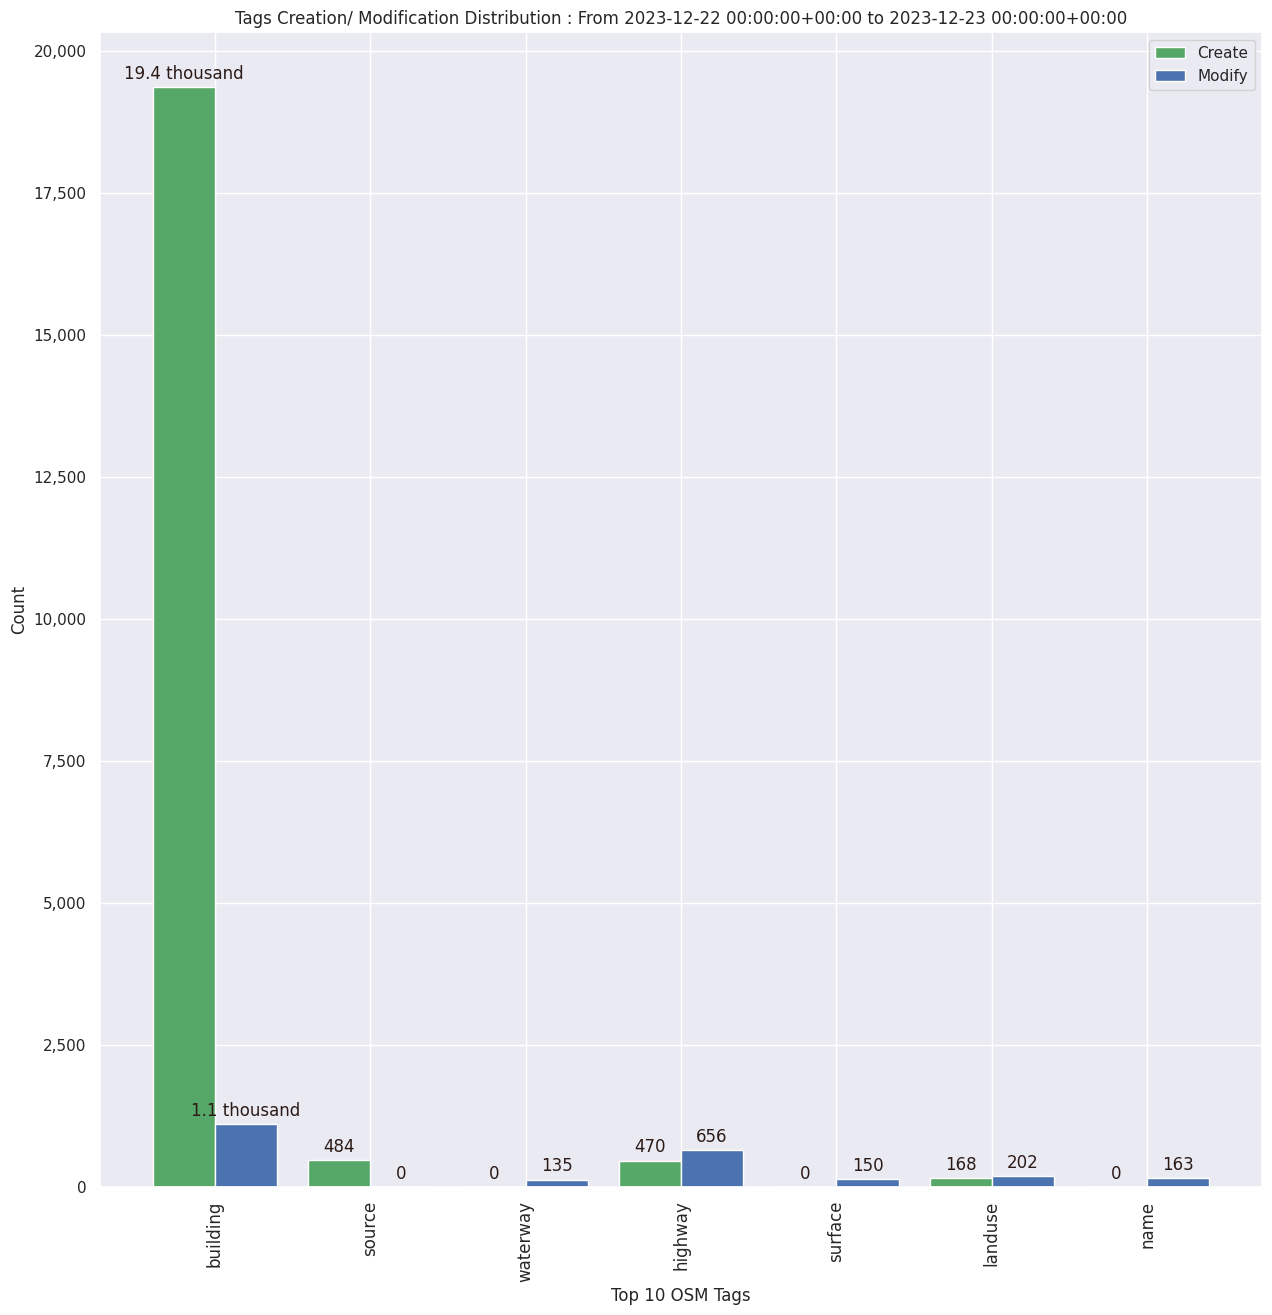 Tags Creation/ Modification Distribution : From 2023-12-22 00:00:00+00:00 to 2023-12-23 00:00:00+00:00
Create
Modify
Count
20,000
17,500
15,000
12,500
10,000
7,500
5,000
2,500
0
19.4 thousand
1.1 thousand
484
0
0
135
470
656
0
150
168
202
0
163
building
source
waterway
highway
surface
landuse
name
Top 10 OSM Tags